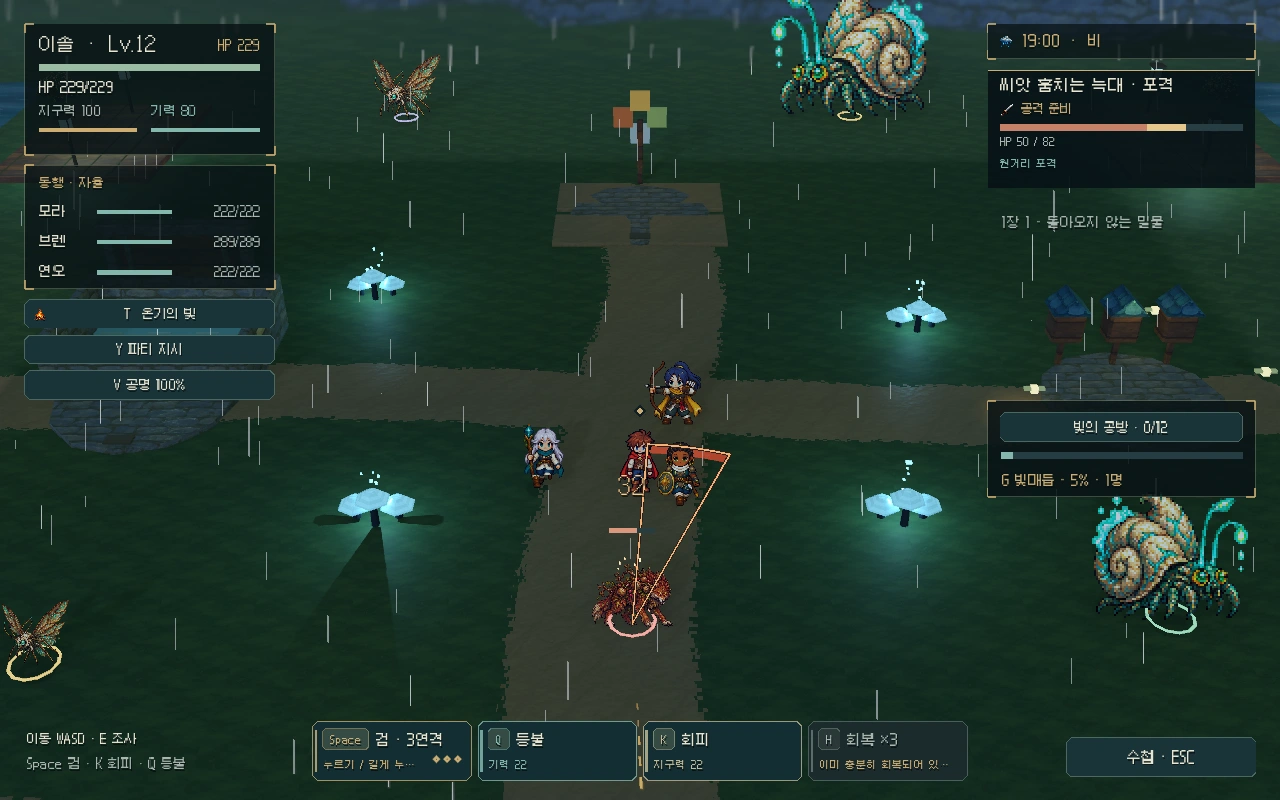 이솔 · Lv.12
HP 229
HP 229/229
지구력 100
기력 80
동행 · 자율
모라 222/222
브렌 289/289
연오 222/222
T 온기의 빛
Y 파티 지시
V 공명 100%
19:00 · 비
씨앗 훔치는 늑대 · 포격
공격 준비
HP 50 / 82
원거리 포격
1장 1 - 돌아오지 않는 밀물
빛의 공방 · 0/12
G 빛매듭 · 5% · 1명
32
이동 WASD · E 조사
Space 검 · K 회피 · Q 등불
Space 검 · 3연격
누르기 / 길게 누…
Q 등불
기력 22
K 회피
지구력 22
H 회복 ×3
이미 충분히 회복되어 있…
수첩 · ESC